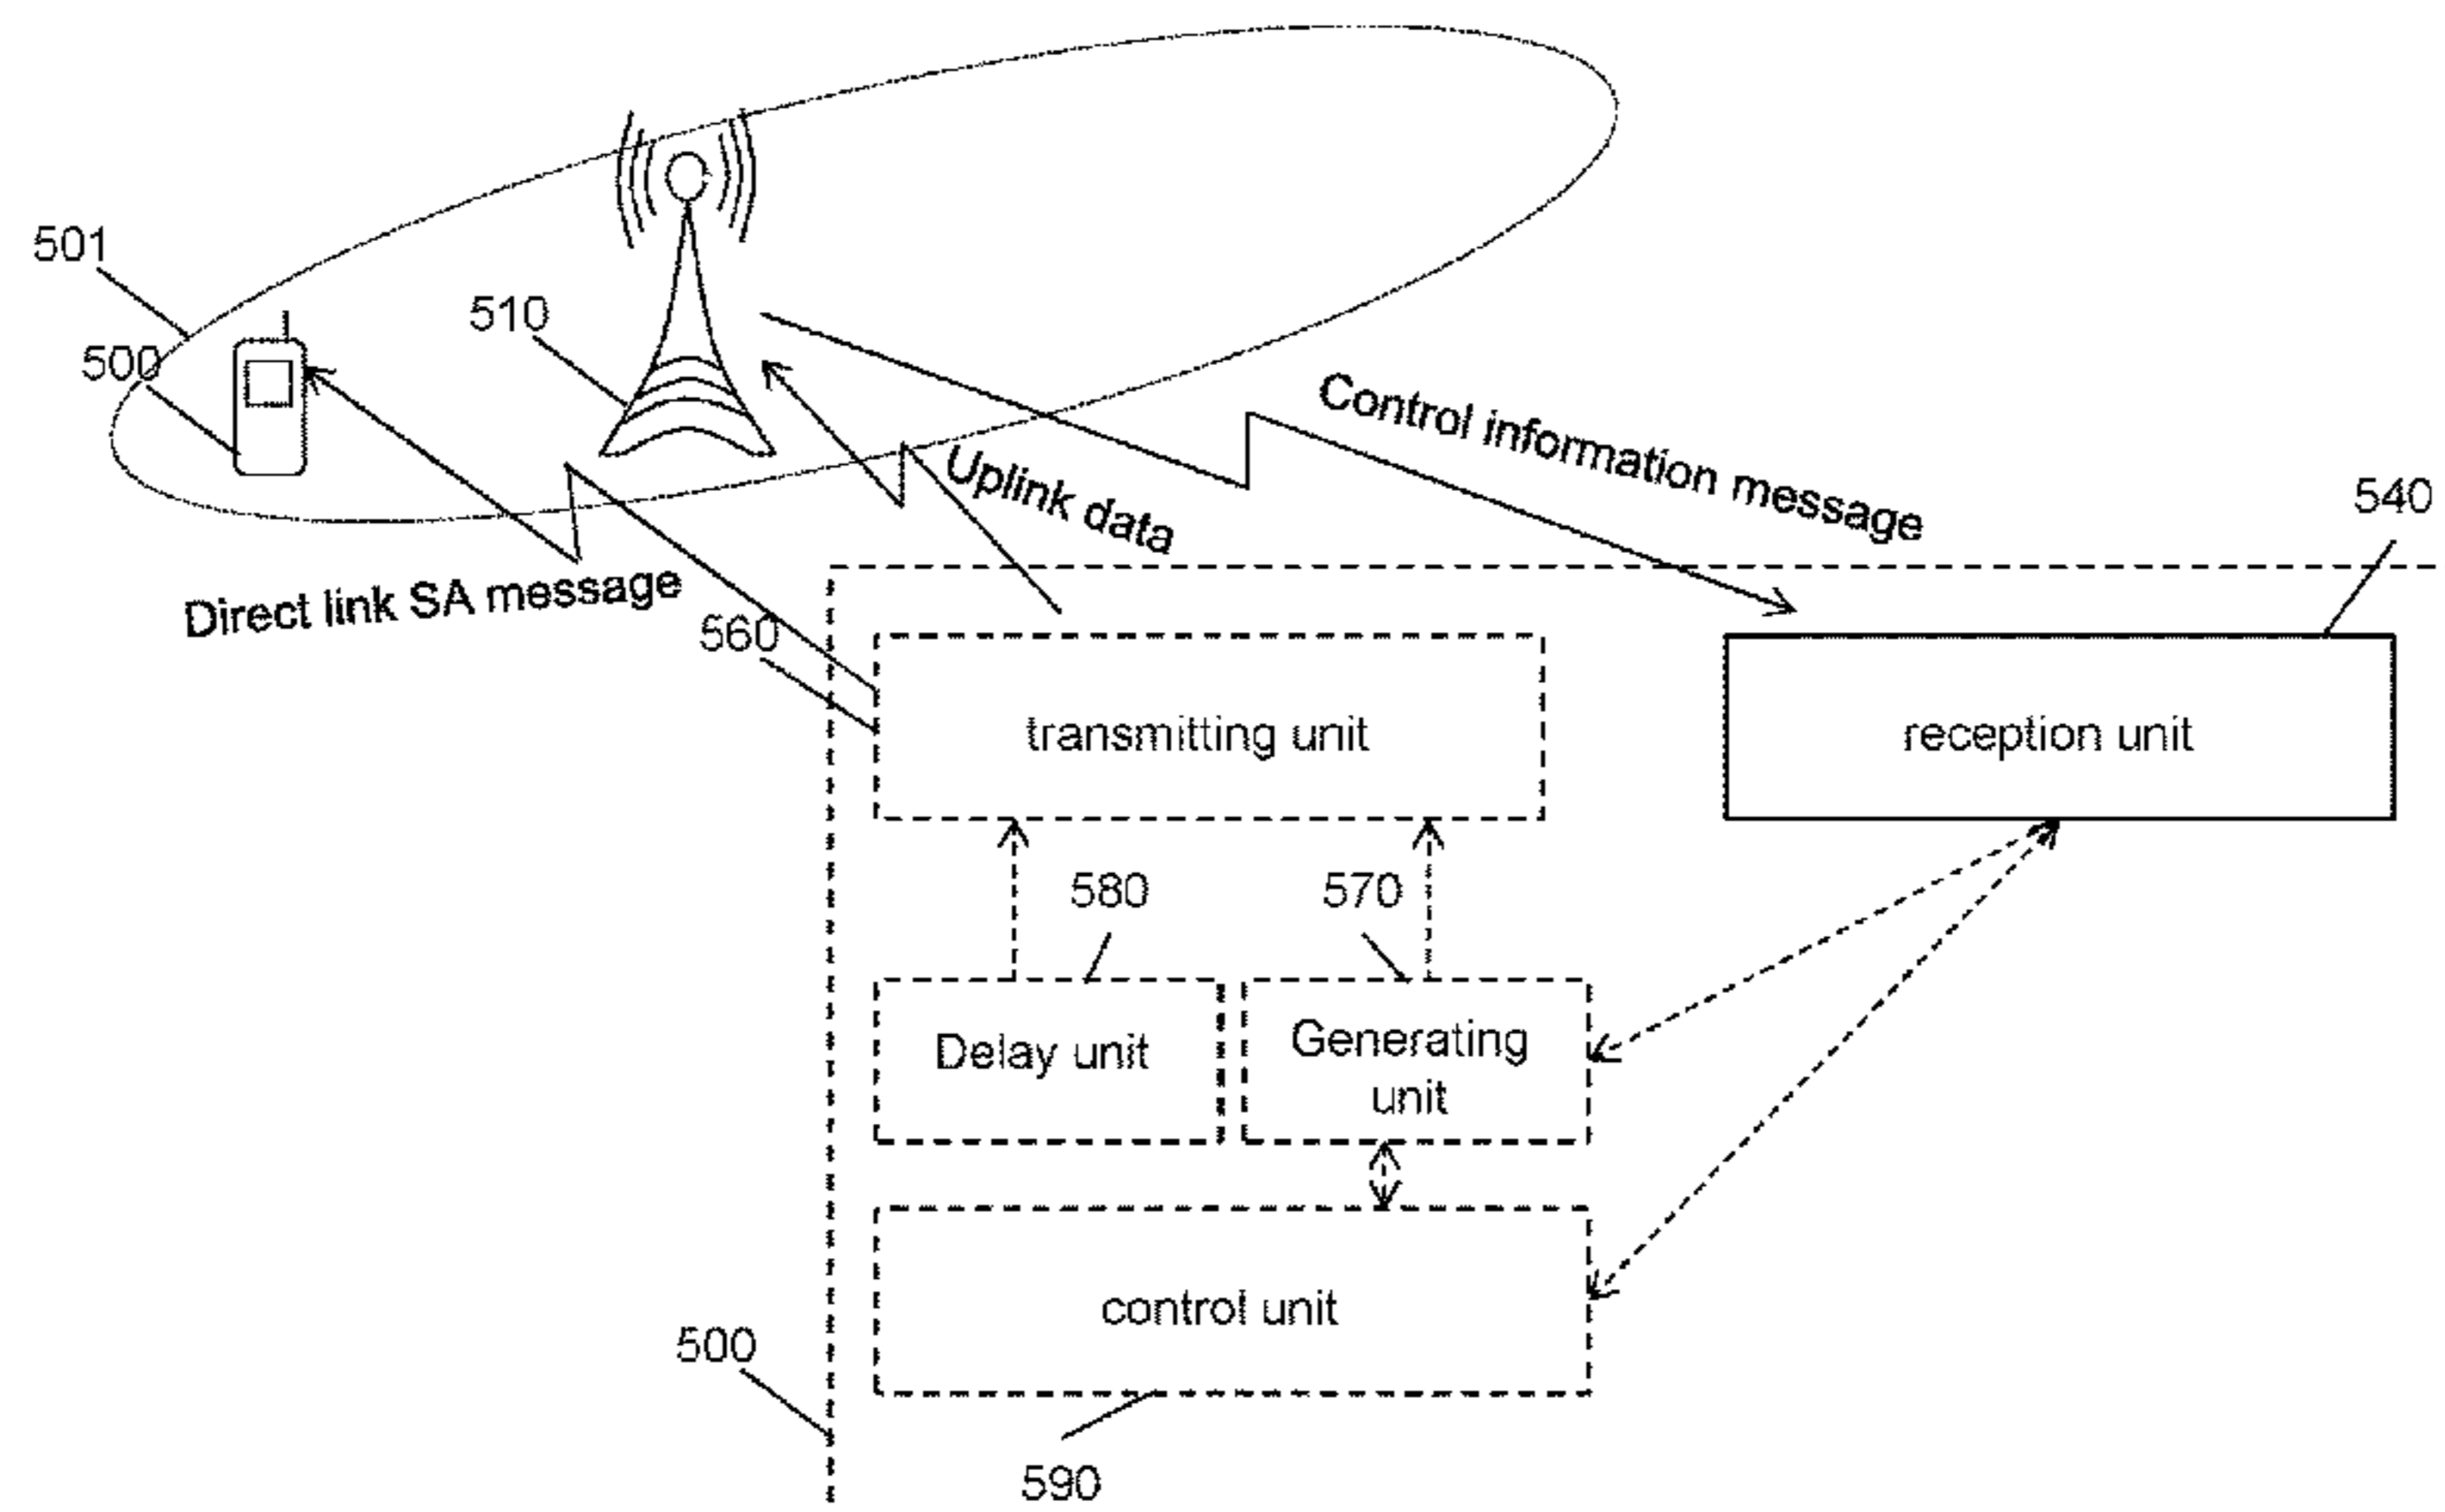 501
510
500
Control information message
Uplink data
540
Direct link SA message
560
transmitting unit
reception unit
580
570
Delay unit
Generating
unit
control unit
500
590